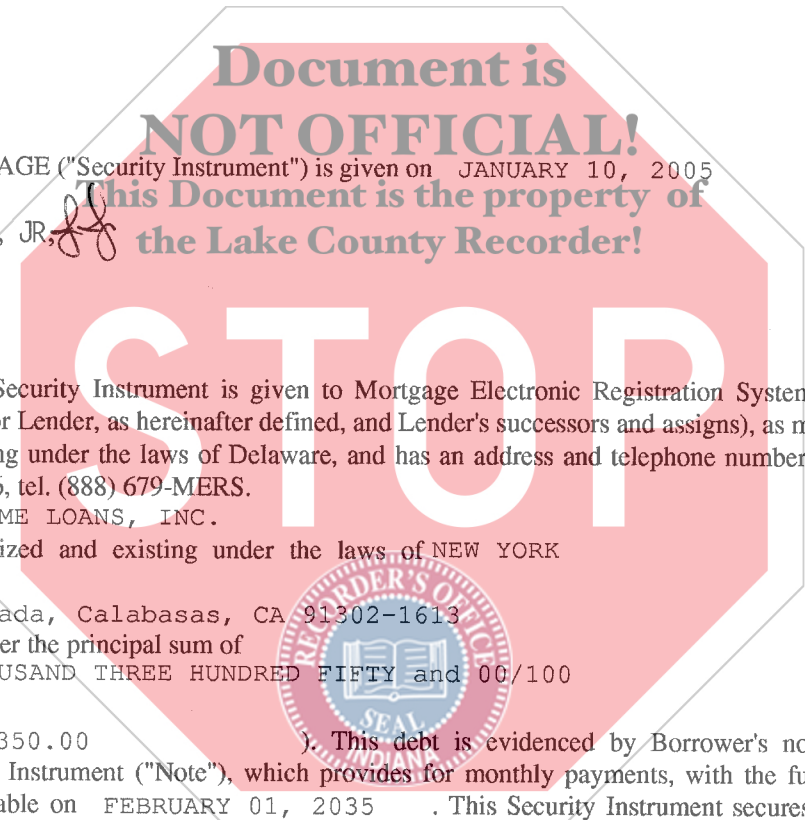 Document is
NOT OFFICIAL!
AGE ("Security Instrument") is given on JANUARY 10, 2005
This Document is the property of
, JR,
the Lake County Recorder!
STOP
Security Instrument is given to Mortgage Electronic Registration System
or Lender, as hereinafter defined, and Lender's successors and assigns), as m
ng under the laws of Delaware, and has an address and telephone number
, tel. (888) 679-MERS.
ME LOANS, INC.
ized and existing under the laws of NEW YORK
ada, Calabasas, CA 91302-1613
er the principal sum of
USAND THREE HUNDRED FIFTY and 00/100
350.00 ). This debt is evidenced by Borrower's no
Instrument ("Note"), which provides for monthly payments, with the fu
able on FEBRUARY 01, 2035 . This Security Instrument secures
RECORDER'S OFFICE
SEAL
INDIANA